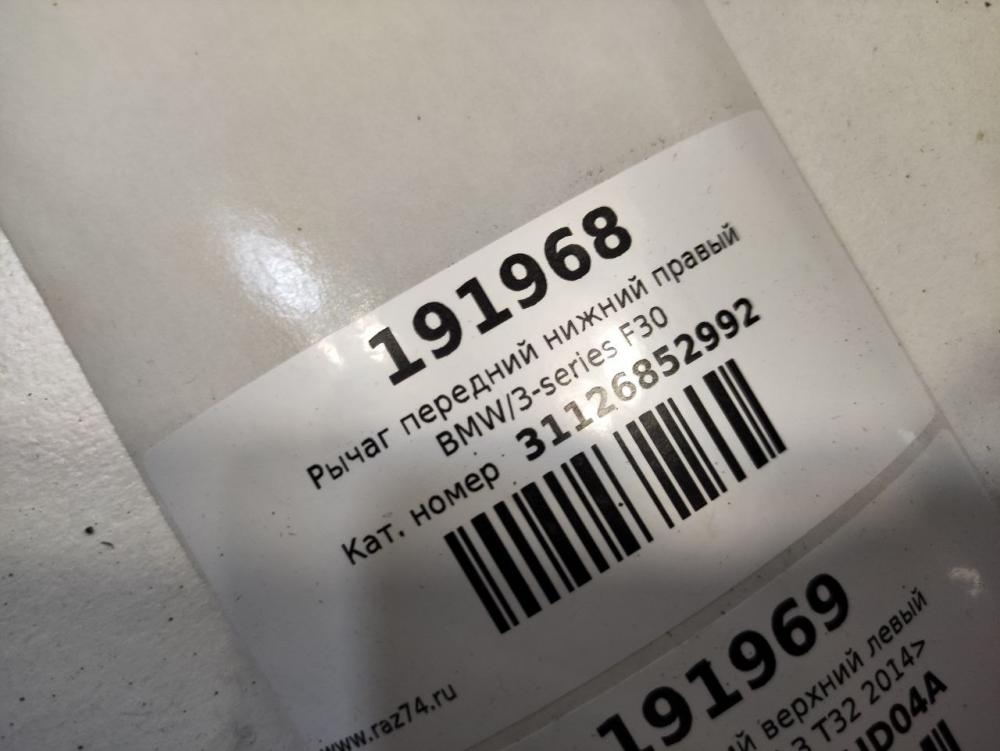 191968
Рычаг передний нижний правый
BMW/3-series F30
Кат. номер 31126852992
www.raz74.ru
191969
верхний левый
T32 2014>